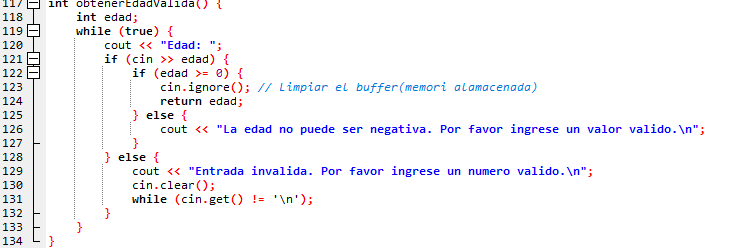 117 int obtenerEdadValida() {
118 int edad;
119 while (true) {
120 cout << "Edad: ";
121 if (cin >> edad) {
122 if (edad >= 0) {
123 cin.ignore(); // Limpiar el buffer(memori alamacenada)
124 return edad;
125 } else {
126 cout << "La edad no puede ser negativa. Por favor ingrese un valor valido.\n";
127 }
128 } else {
129 cout << "Entrada invalida. Por favor ingrese un numero valido.\n";
130 cin.clear();
131 while (cin.get() != '\n');
132 }
133 }
134 }